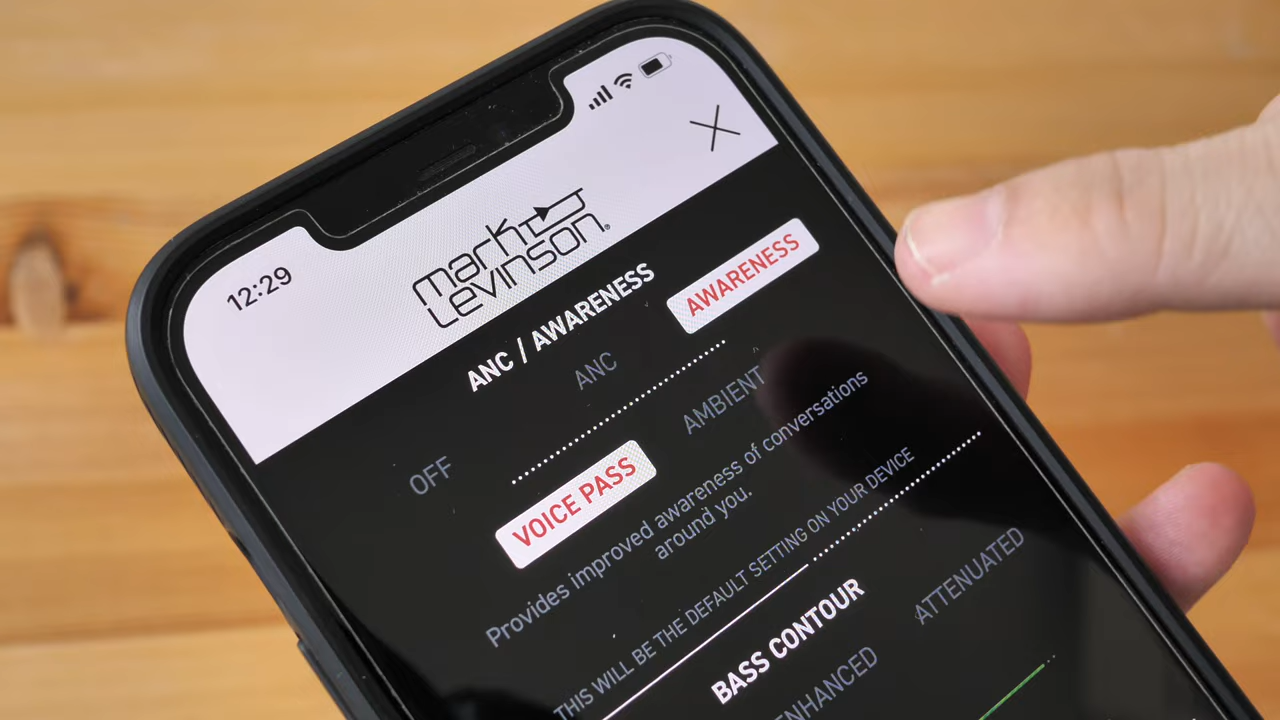 12:29
mark
Levinson®
ANC / AWARENESS
OFF
ANC
AWARENESS
VOICE PASS
AMBIENT
Provides improved awareness of conversations
around you.
THIS WILL BE THE DEFAULT SETTING ON YOUR DEVICE
BASS CONTOUR
ENHANCED
ATTENUATED